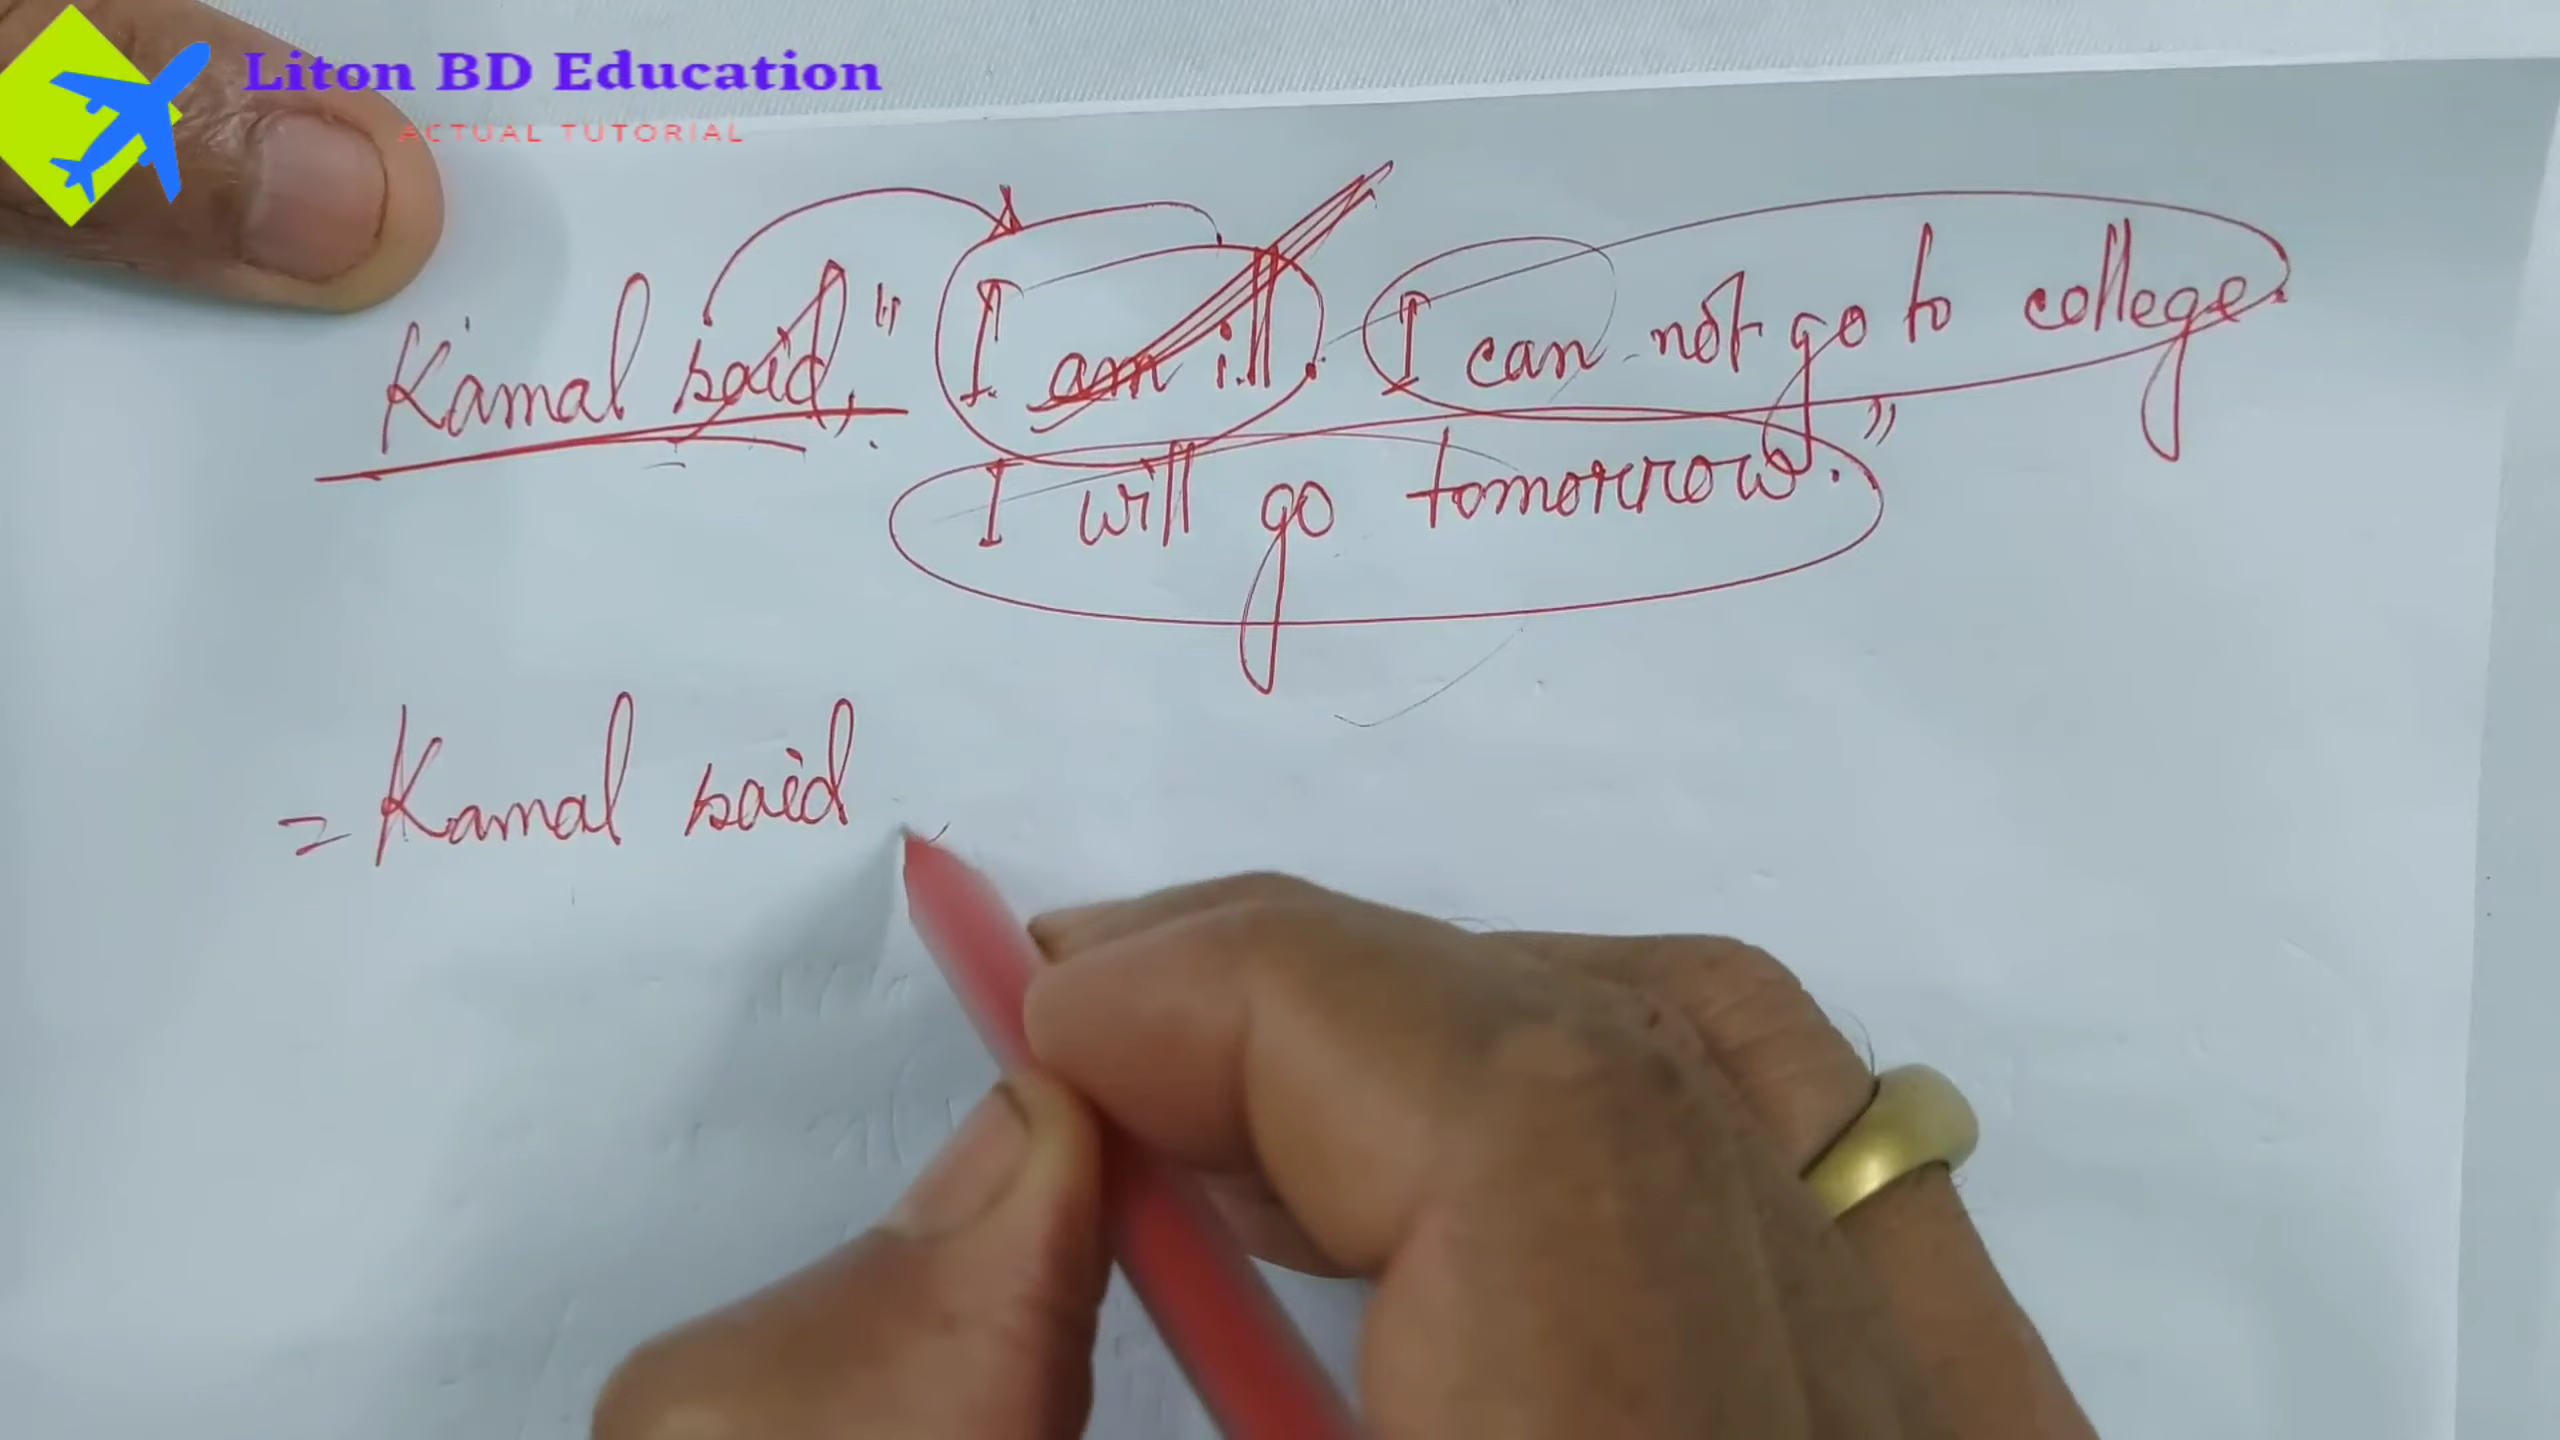 Liton BD Education
ACTUAL TUTORIAL
Kamal said, "I am ill. I can not go to college.
I will go tomorrow."
= Kamal said